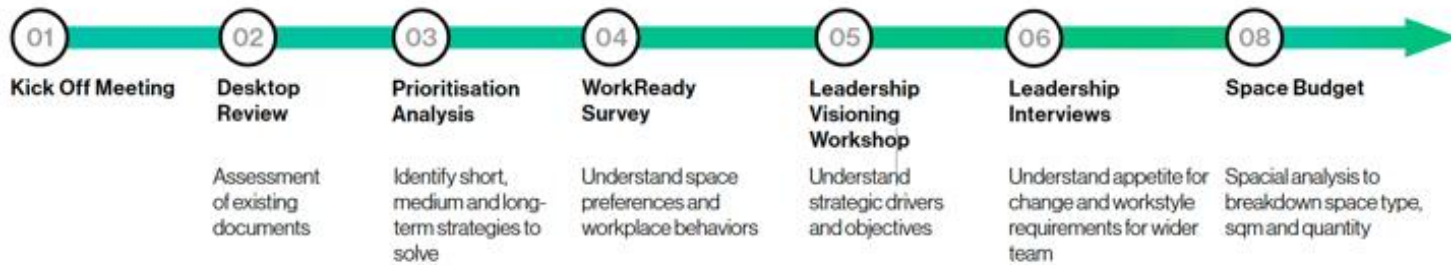 01
02
03
04
05
06
08
Kick Off Meeting
Desktop
Review
Assessment
of existing
documents
Prioritisation
Analysis
Identify short,
medium and long-
term strategies to
solve
WorkReady
Survey
Understand space
preferences and
workplace behaviors
Leadership
Visioning
Workshop
Understand
strategic drivers
and objectives
Leadership
Interviews
Understand appetite for
change and workstyle
requirements for wider
team
Space Budget
Spacial analysis to
breakdown space type,
sqm and quantity